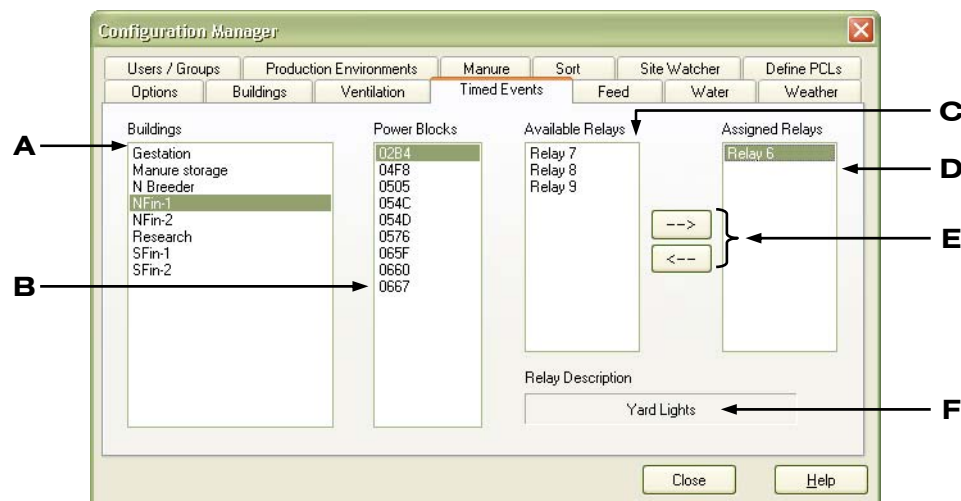 Configuration Manager
Users / Groups Production Environments Manure Sort Site Watcher Define PCLs
Options Buildings Ventilation Timed Events Feed Water Weather
C
Buildings Power Blocks Available Relays Assigned Relays
A
Gestation 02B4 Relay 7 Relay 6
Manure storage 04F8 Relay 8
D
N Breeder 0505 Relay 9
NFin-1 054C
NFin-2 054D
--> 
E
Research 0576
SFin-1 065F
<--
SFin-2 0660
B
0667
Relay Description
Yard Lights
F
Close Help